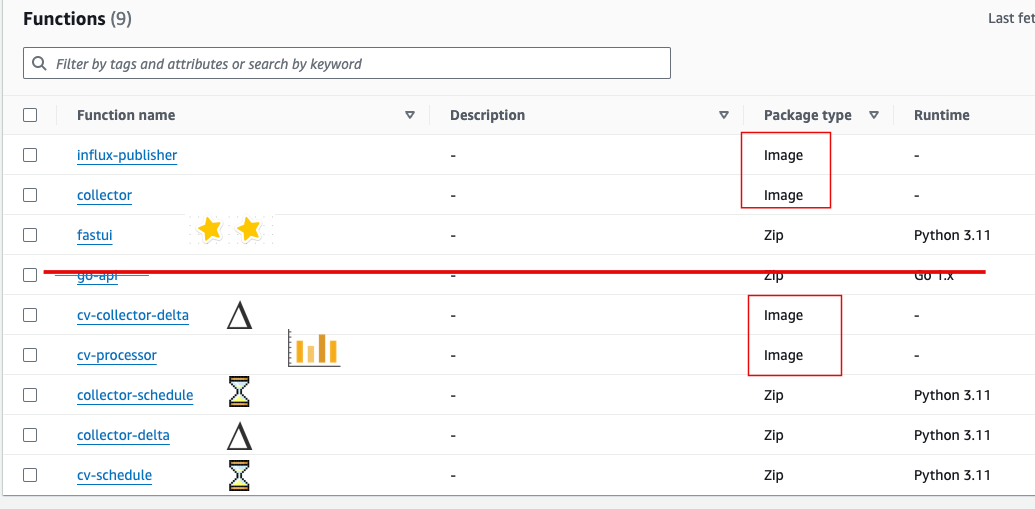 Functions (9)
Last fet
Filter by tags and attributes or search by keyword
Function name Description Package type Runtime
influx-publisher - Image -
collector - Image -
fastui - Zip Python 3.11
go-api - Zip Go 1.x
cv-collector-delta - Image -
cv-processor - Image -
collector-schedule - Zip Python 3.11
collector-delta - Zip Python 3.11
cv-schedule - Zip Python 3.11